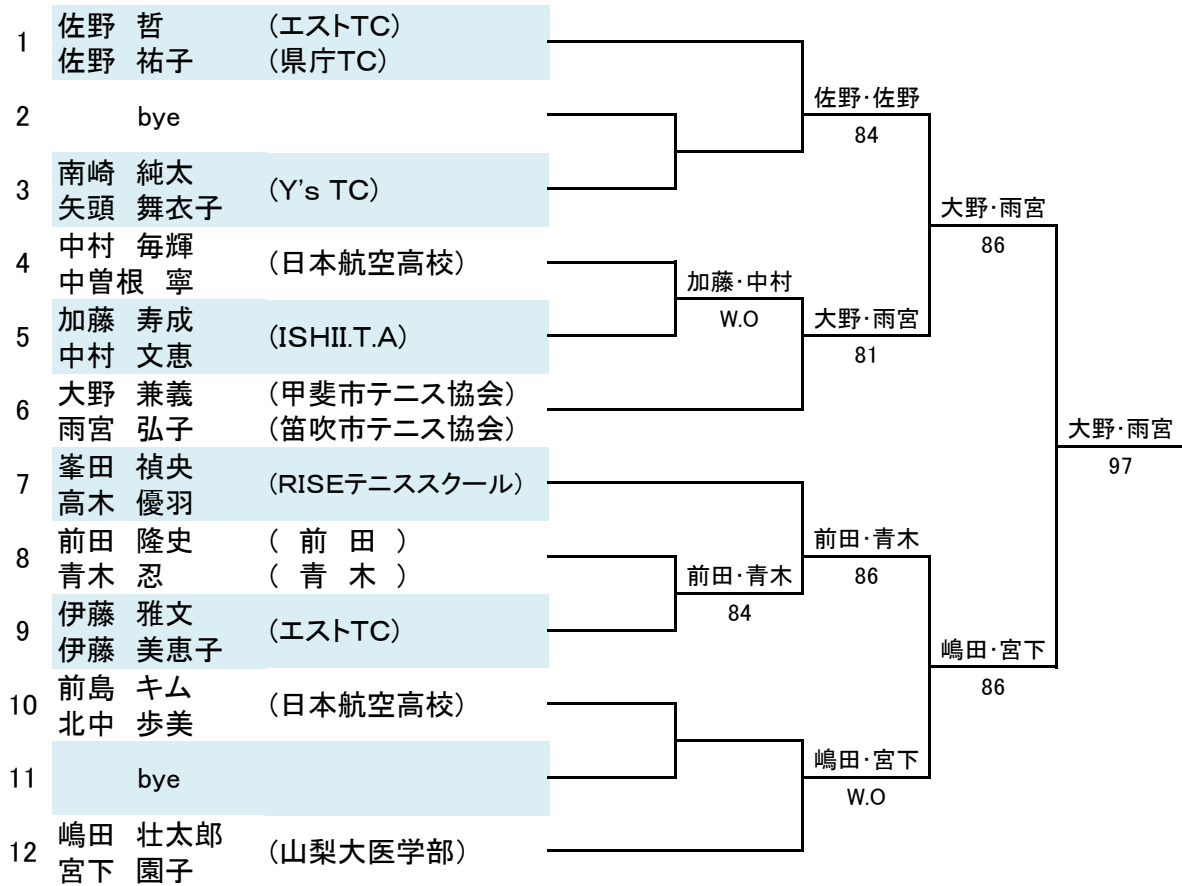 1 佐野 哲 (エストTC)
佐野 祐子 (県庁TC)
2 bye
3 南崎 純太
矢頭 舞衣子 (Y's TC)
4 中村 毎輝
中曽根 寧 (日本航空高校)
5 加藤 寿成
中村 文恵 (ISHII.T.A)
6 大野 兼義 (甲斐市テニス協会)
雨宮 弘子 (笛吹市テニス協会)
7 峯田 禎央
高木 優羽 (RISEテニススクール)
8 前田 隆史 ( 前 田 )
青木 忍 ( 青 木 )
9 伊藤 雅文
伊藤 美恵子 (エストTC)
10 前島 キム
北中 歩美 (日本航空高校)
11 bye
12 嶋田 壮太郎
宮下 園子 (山梨大医学部)
加藤・中村
W.O
前田・青木
84
佐野・佐野
84
大野・雨宮
81
前田・青木
86
嶋田・宮下
W.O
大野・雨宮
86
嶋田・宮下
86
大野・雨宮
97